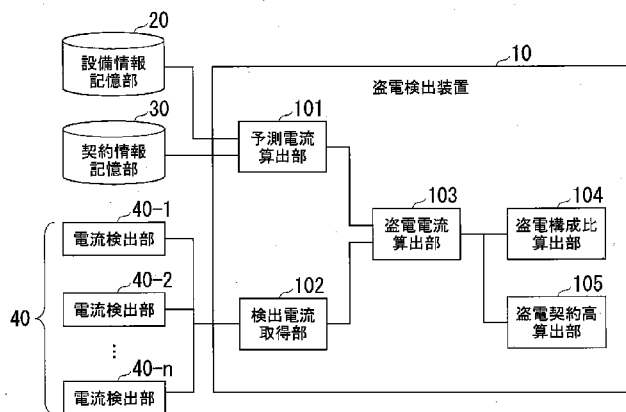 20
設備情報
記憶部
30
契約情報
記憶部
10
盗電検出装置
101
予測電流
算出部
102
検出電流
取得部
103
盗電電流
算出部
104
盗電構成比
算出部
105
盗電契約高
算出部
40
40-1
電流検出部
40-2
電流検出部
⋮
40-n
電流検出部